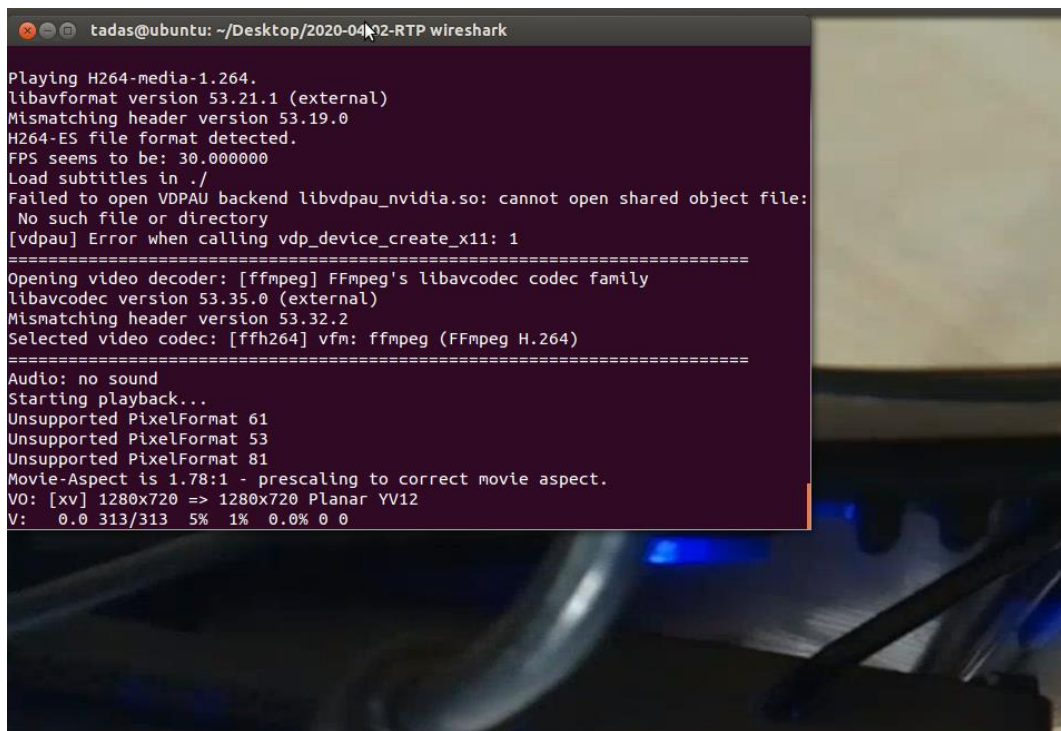 tadas@ubuntu: ~/Desktop/2020-04-02-RTP wireshark
Playing H264-media-1.264.
libavformat version 53.21.1 (external)
Mismatching header version 53.19.0
H264-ES file format detected.
FPS seems to be: 30.000000
Load subtitles in ./
Failed to open VDPAU backend libvdpau_nvidia.so: cannot open shared object file:
 No such file or directory
[vdpau] Error when calling vdp_device_create_x11: 1
==========================================================================
Opening video decoder: [ffmpeg] FFmpeg's libavcodec codec family
libavcodec version 53.35.0 (external)
Mismatching header version 53.32.2
Selected video codec: [ffh264] vfm: ffmpeg (FFmpeg H.264)
==========================================================================
Audio: no sound
Starting playback...
Unsupported PixelFormat 61
Unsupported PixelFormat 53
Unsupported PixelFormat 81
Movie-Aspect is 1.78:1 - prescaling to correct movie aspect.
VO: [xv] 1280x720 => 1280x720 Planar YV12
V:   0.0 313/313  5%  1%  0.0% 0 0